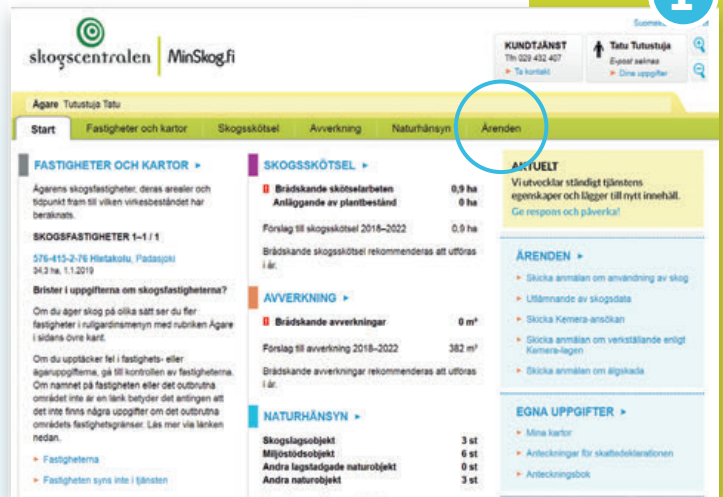 1
Suomeksi
skogscentralen
MinSkog.fi
KUNDTJÄNST
Tfn 029 432 407
Ta kontakt
Tatu Tutustuja
E-post saknas
Dina uppgifter
Ägare Tutustuja Tatu
Start Fastigheter och kartor Skogsskötsel Avverkning Naturhänsyn Ärenden
FASTIGHETER OCH KARTOR
Ägarens skogsfastigheter, deras arealer och
tidpunkt fram till vilken virkesbeståndet har
beräknats.
SKOGSFASTIGHETER 1–1 / 1
576-415-2-76 Hietakolu, Padasjoki
34,3 ha, 1.1.2019
Brister i uppgifterna om skogsfastigheterna?
Om du äger skog på olika sätt ser du fler
fastigheter i rullgardinsmenyn med rubriken Ägare
i sidans övre kant.
Om du upptäcker fel i fastighets- eller
ägaruppgifterna, gå till kontrollen av fastigheterna.
Om namnet på fastigheten eller det outbrutna
området inte är en länk betyder det antingen att
det inte finns några uppgifter om det outbrutna
områdets fastighetsgränser. Läs mer via länken
nedan.
Fastigheterna
Fastigheten syns inte i tjänsten
SKOGSSKÖTSEL
Brådskande skötselarbeten 0,9 ha
Anläggande av plantbestånd 0 ha
Förslag till skogsskötsel 2018–2022 0,9 ha
Brådskande skogsskötsel rekommenderas att utföras
i år.
AVVERKNING
Brådskande avverkningar 0 m³
Förslag till avverkning 2018–2022 382 m³
Brådskande avverkningar rekommenderas att utföras
i år.
NATURHÄNSYN
Skogslagsobjekt 3 st
Miljöstödsobjekt 6 st
Andra lagstadgade naturobjekt 0 st
Andra naturobjekt 3 st
AKTUELT
Vi utvecklar ständigt tjänstens
egenskaper och lägger till nytt innehåll.
Ge respons och påverka!
ÄRENDEN
Skicka anmälan om användning av skog
Utlämnande av skogsdata
Skicka Kemera-ansökan
Skicka anmälan om verkställande enligt
Kemera-lagen
Skicka anmälan om älgskada
EGNA UPPGIFTER
Mina kartor
Anteckningar för skattedeklarationen
Anteckningsbok